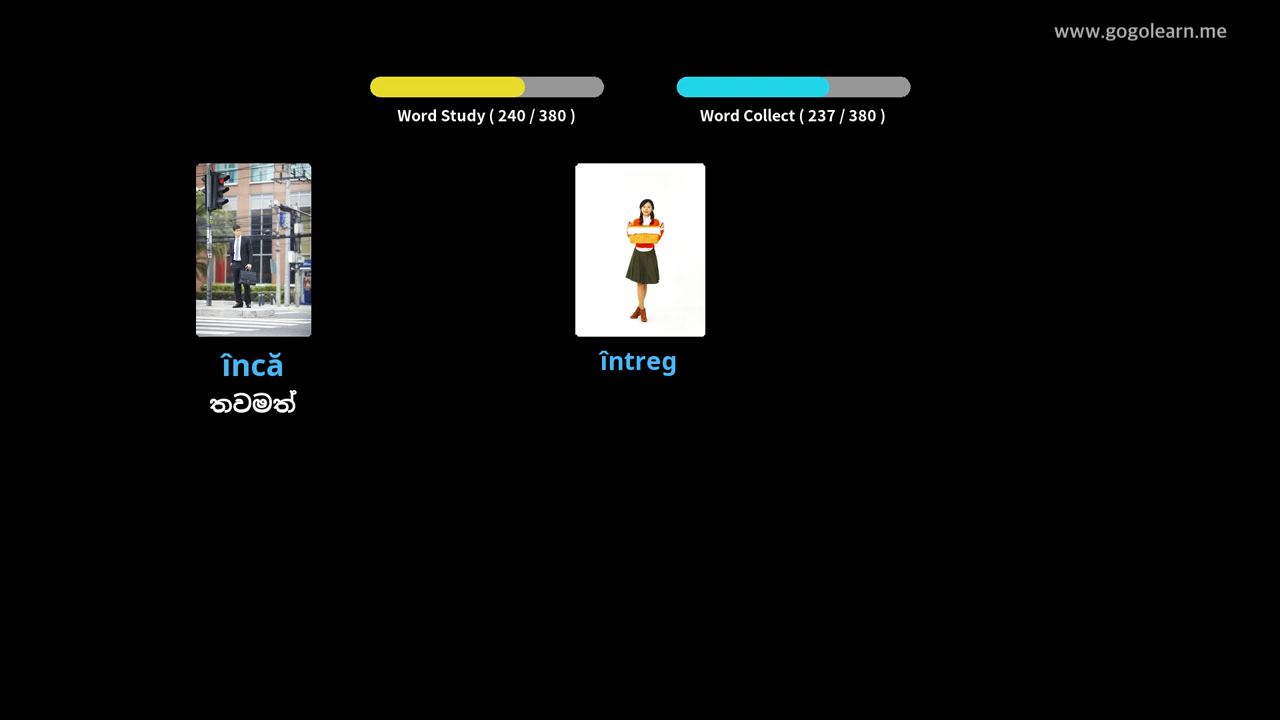 www.gogolearn.me
Word Study ( 240 / 380 )
Word Collect ( 237 / 380 )
încă
තවමත්
întreg